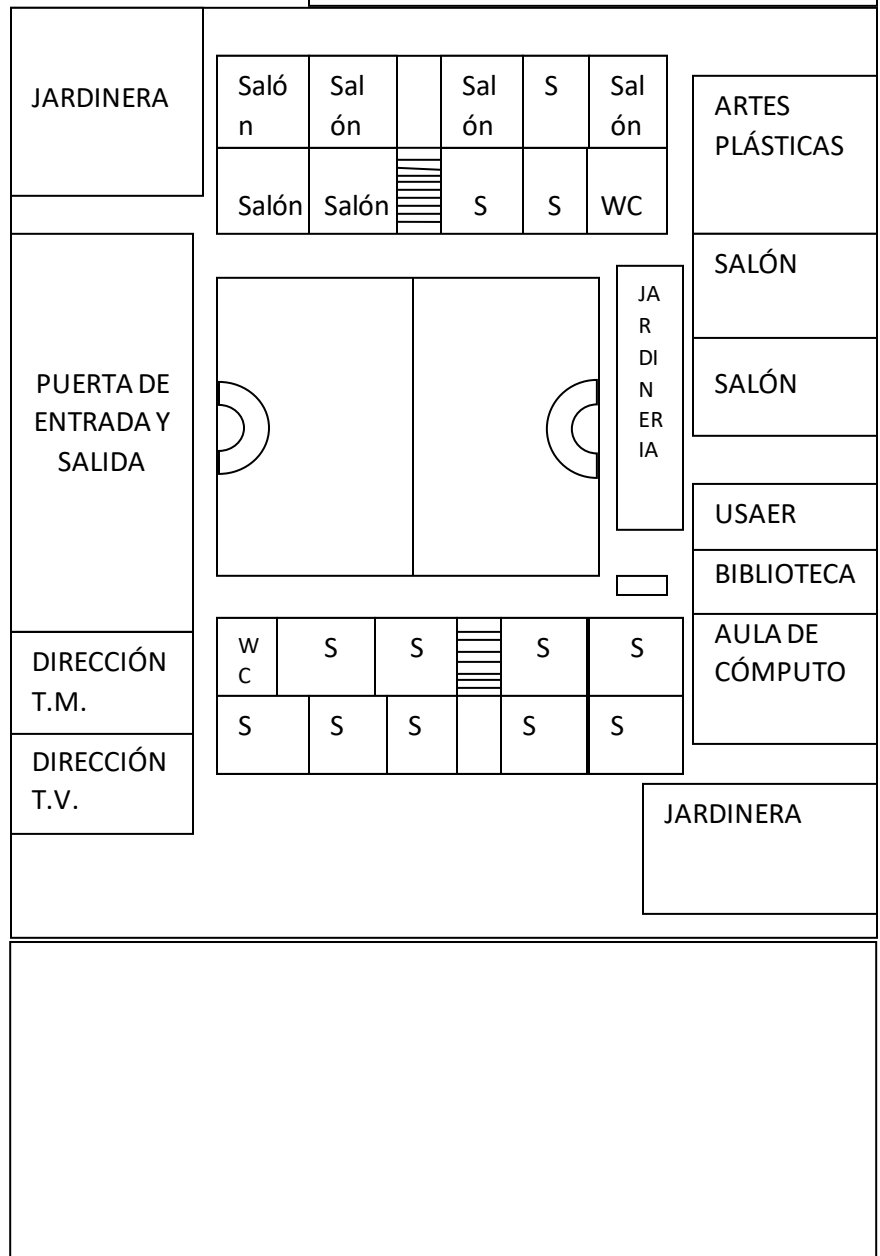 JARDINERA
Saló
n
Sal
ón
Sal
ón
S
Sal
ón
Salón
Salón
S
S
WC
ARTES
PLÁSTICAS
SALÓN
SALÓN
PUERTA DE
ENTRADA Y
SALIDA
JA
R
DI
N
ER
IA
USAER
BIBLIOTECA
AULA DE
CÓMPUTO
DIRECCIÓN
T.M.
DIRECCIÓN
T.V.
W
C
S
S
S
S
S
S
S
S
S
JARDINERA